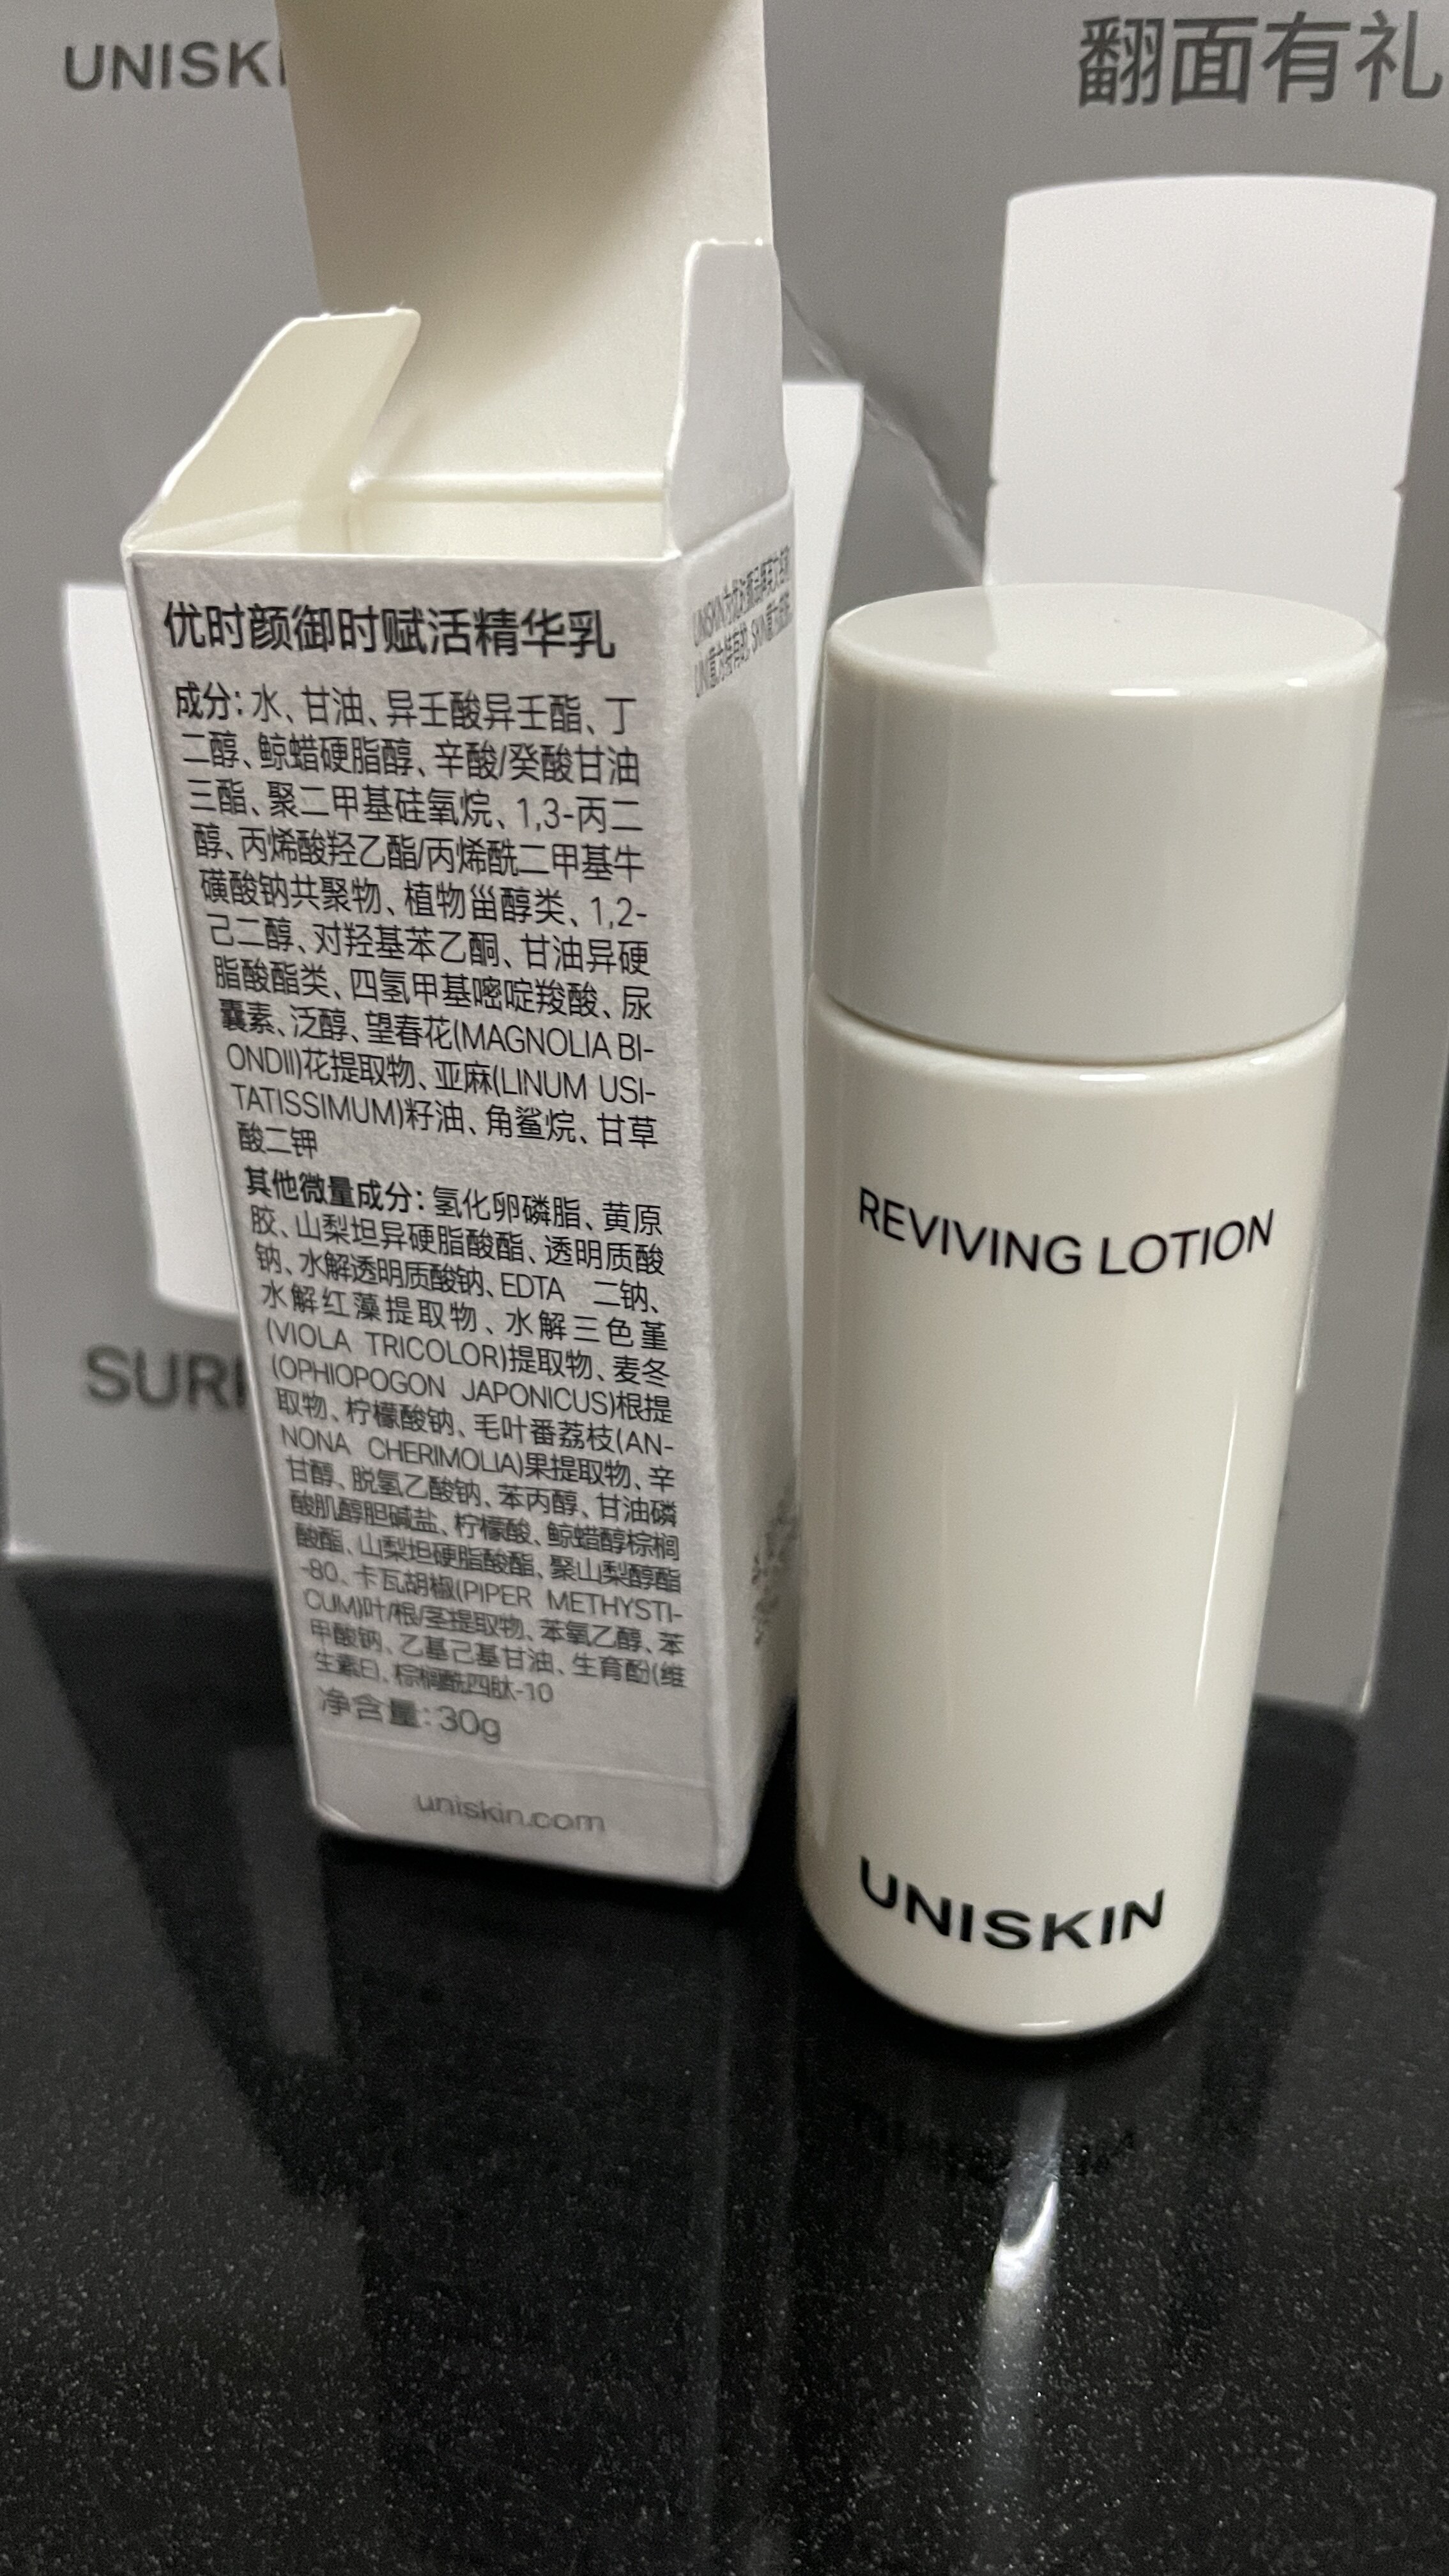 UNISKI
翻面有礼
优时颜御时赋活精华乳
成分：水、甘油、异壬酸异壬酯、丁
二醇、鲸蜡硬脂醇、辛酸/癸酸甘油
三酯、聚二甲基硅氧烷、1,3-丙二
醇、丙烯酸羟乙酯/丙烯酰二甲基牛
磺酸钠共聚物、植物甾醇类、1,2-
己二醇、对羟基苯乙酮、甘油异硬
脂酸酯类、四氢甲基嘧啶羧酸、尿
囊素、泛醇、望春花(MAGNOLIA BI-
ONDII)花提取物、亚麻(LINUM USI-
TATISSIMUM)籽油、角鲨烷、甘草
酸二钾
其他微量成分：氢化卵磷脂、黄原
胶、山梨坦异硬脂酸酯、透明质酸
钠、水解透明质酸钠、EDTA 二钠、
水解红藻提取物、水解三色堇
(VIOLA TRICOLOR)提取物、麦冬
(OPHIOPOGON JAPONICUS)根提
取物、柠檬酸钠、毛叶番荔枝(AN-
NONA CHERIMOLIA)果提取物、辛
甘醇、脱氢乙酸钠、苯丙醇、甘油磷
酸肌醇胆碱盐、柠檬酸、鲸蜡醇棕榈
酸酯、山梨坦硬脂酸酯、聚山梨醇酯
-80、卡瓦胡椒(PIPER METHYSTI-
CUM)叶/根/茎提取物、苯氧乙醇、苯
甲酸钠、乙基己基甘油、生育酚(维
生素E)、棕榈酰四肽-10
净含量：30g
uniskin.com
REVIVING LOTION
UNISKIN
SURI